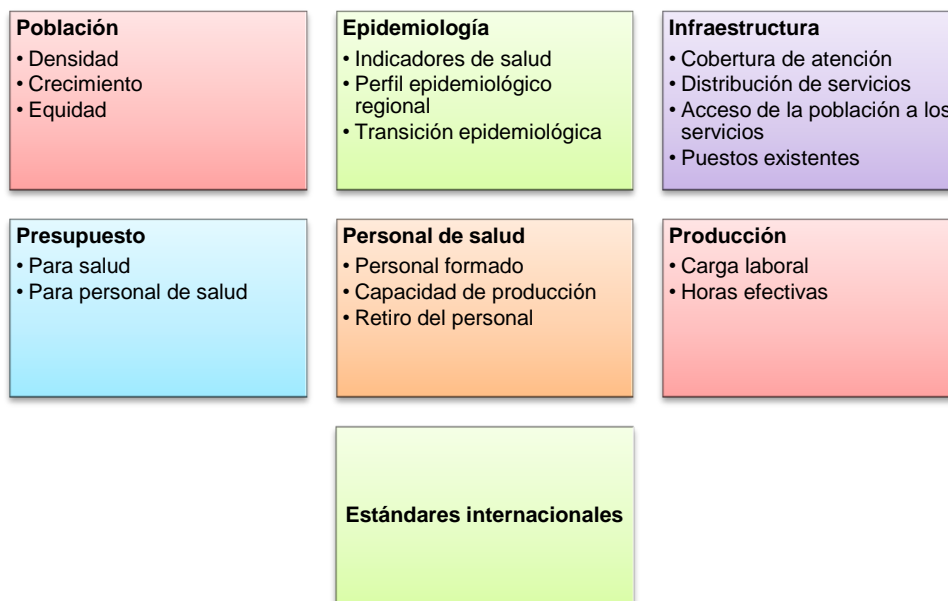 Población
• Densidad
• Crecimiento
• Equidad
Epidemiología
• Indicadores de salud
• Perfil epidemiológico
regional
• Transición epidemiológica
Infraestructura
• Cobertura de atención
• Distribución de servicios
• Acceso de la población a los
servicios
• Puestos existentes
Presupuesto
• Para salud
• Para personal de salud
Personal de salud
• Personal formado
• Capacidad de producción
• Retiro del personal
Producción
• Carga laboral
• Horas efectivas
Estándares internacionales